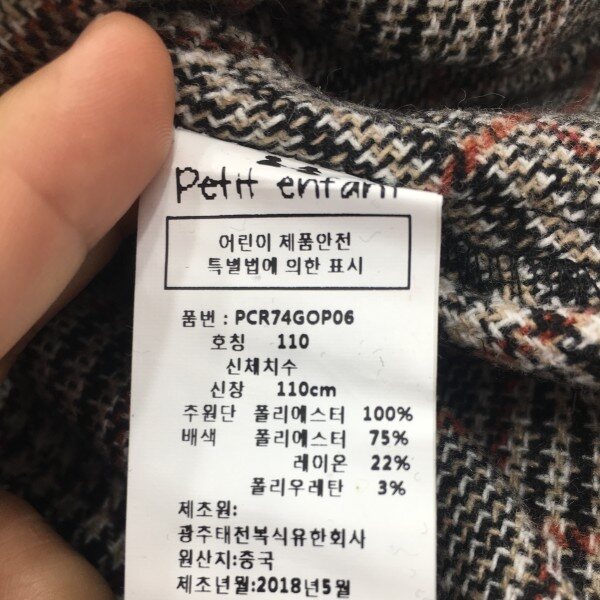 Petit enfant
어린이 제품안전
특별법에 의한 표시
품번 : PCR74GOP06
호칭 110
신체치수
신장 110cm
추원단 폴리에스터 100%
배색 폴리에스터 75%
레이온 22%
폴리우레탄 3%
제조원:
광주태전복식유한회사
원산지:중국
제조년월:2018년5월